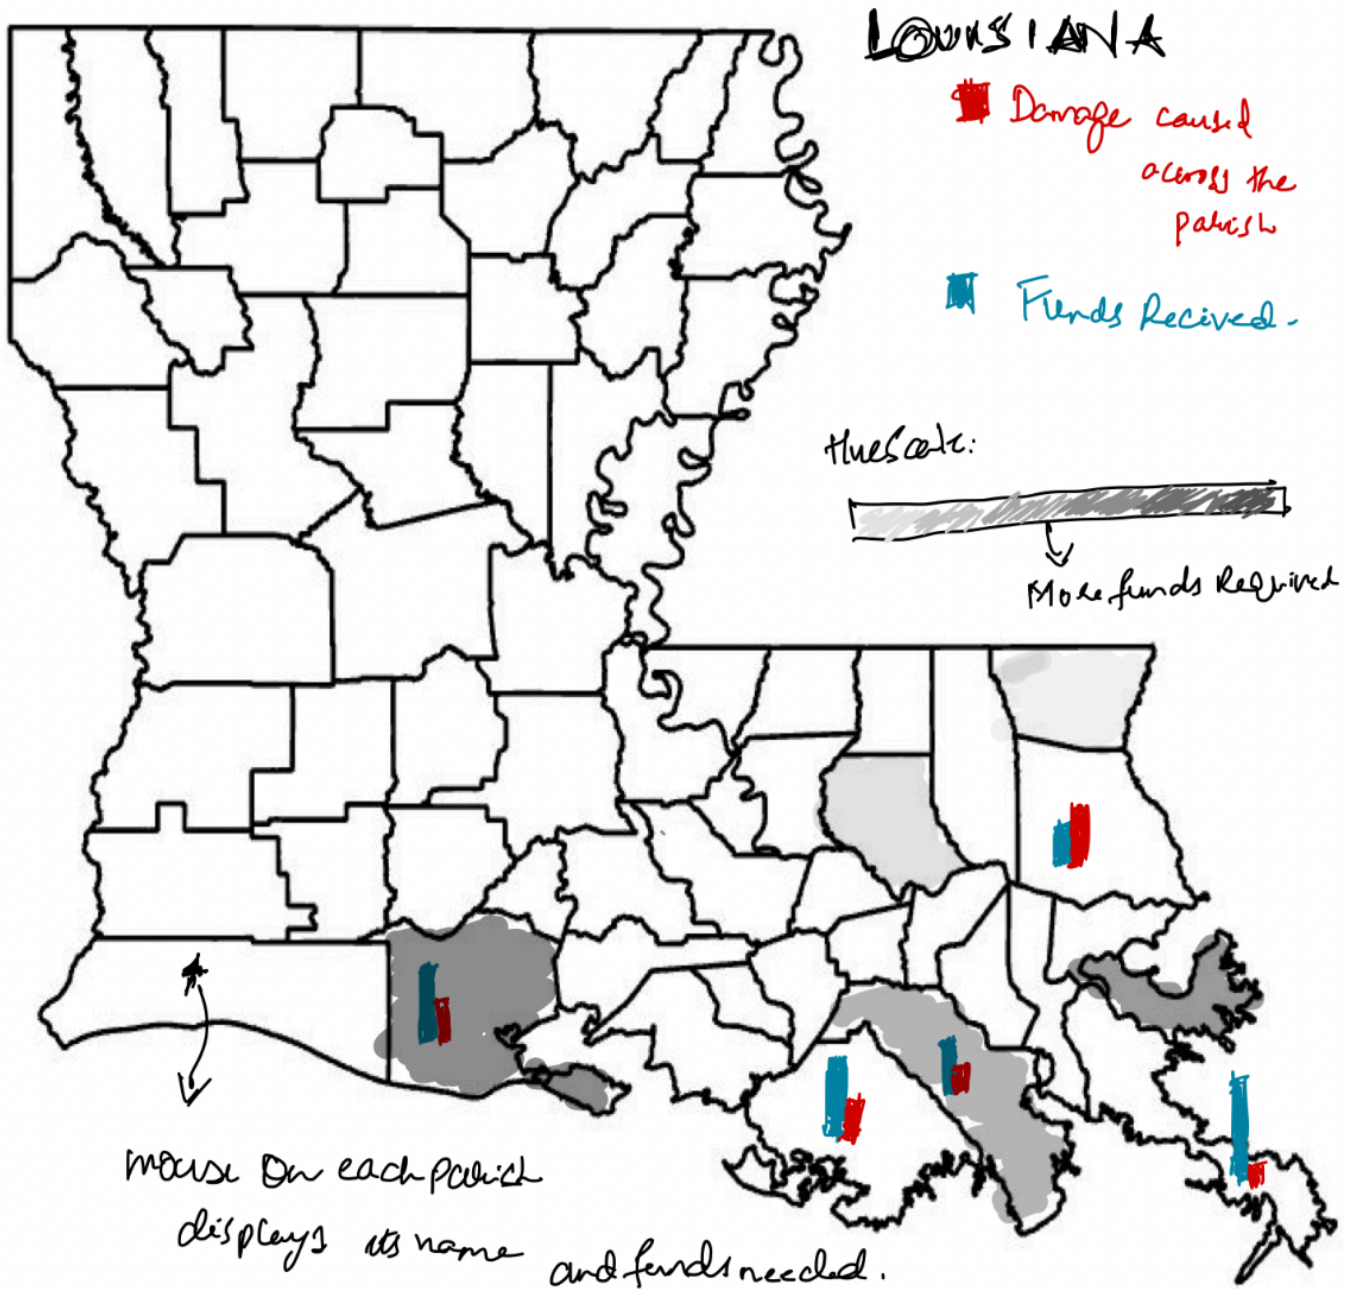 LOUISIANA
Damage caused
across the
parish
Funds Recived.
Hue Scale:
More funds Required
mouse on each parish
displays its name
and funds needed.